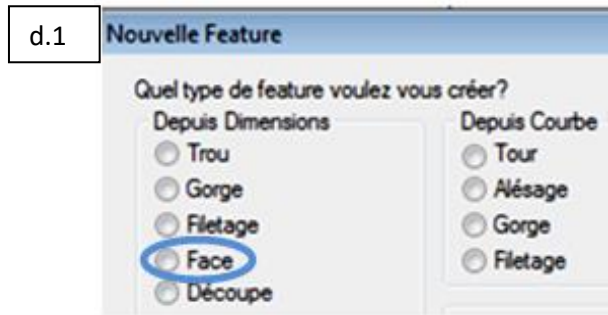 d.1
Nouvelle Feature
Quel type de feature voulez vous créer?
Depuis Dimensions
Trou
Gorge
Filetage
Face
Découpe
Depuis Courbe
Tour
Alésage
Gorge
Filetage